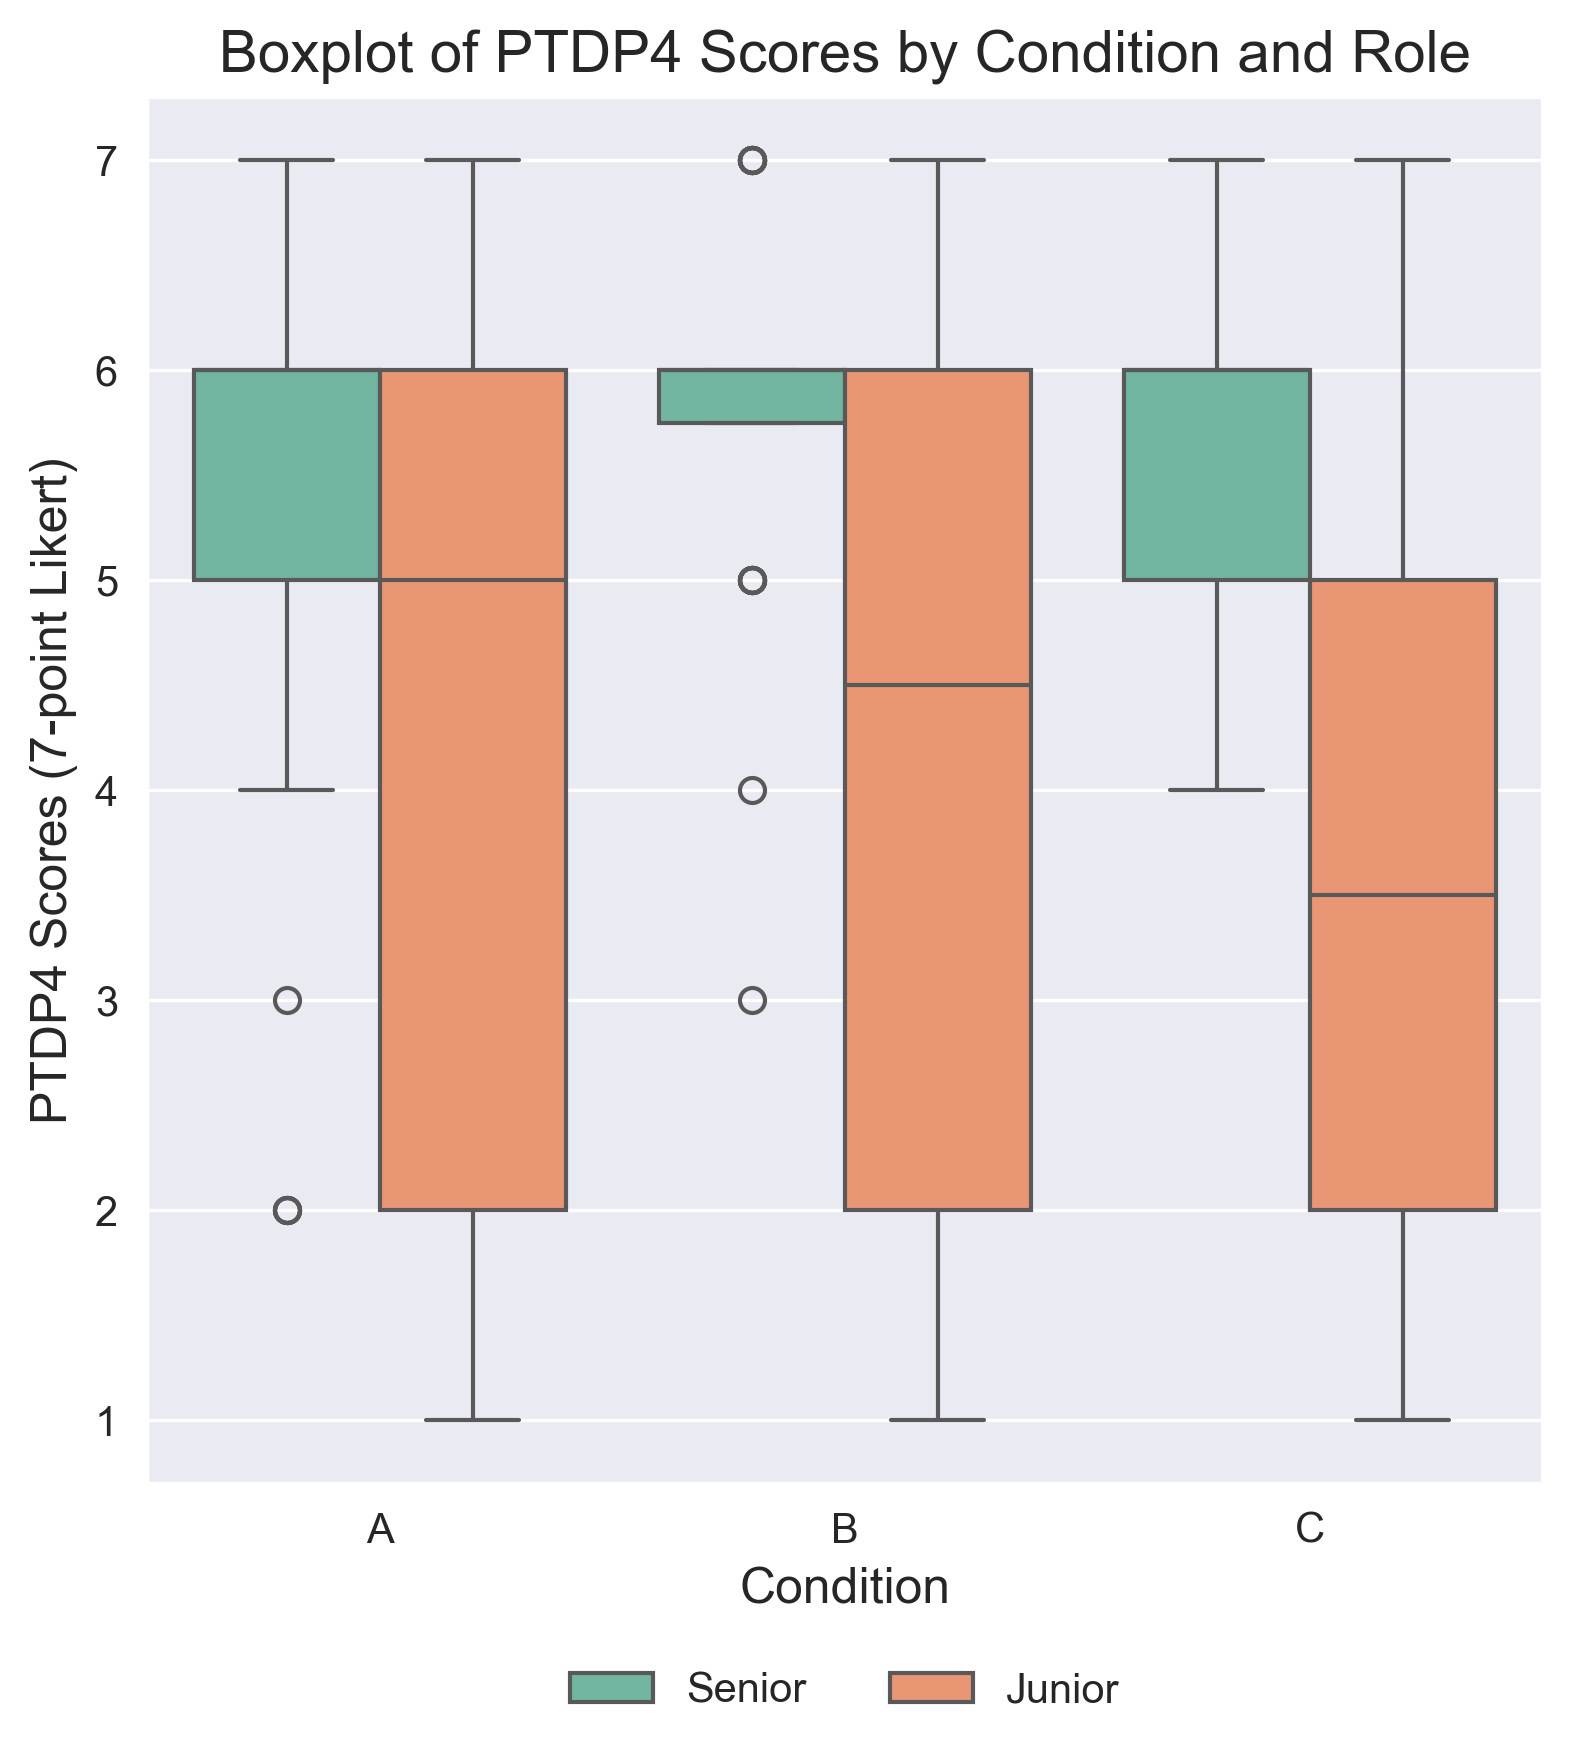 Boxplot of PTDP4 Scores by Condition and Role
PTDP4 Scores (7-point Likert)
7
6
5
4
3
2
1
A B C
Condition
Senior Junior